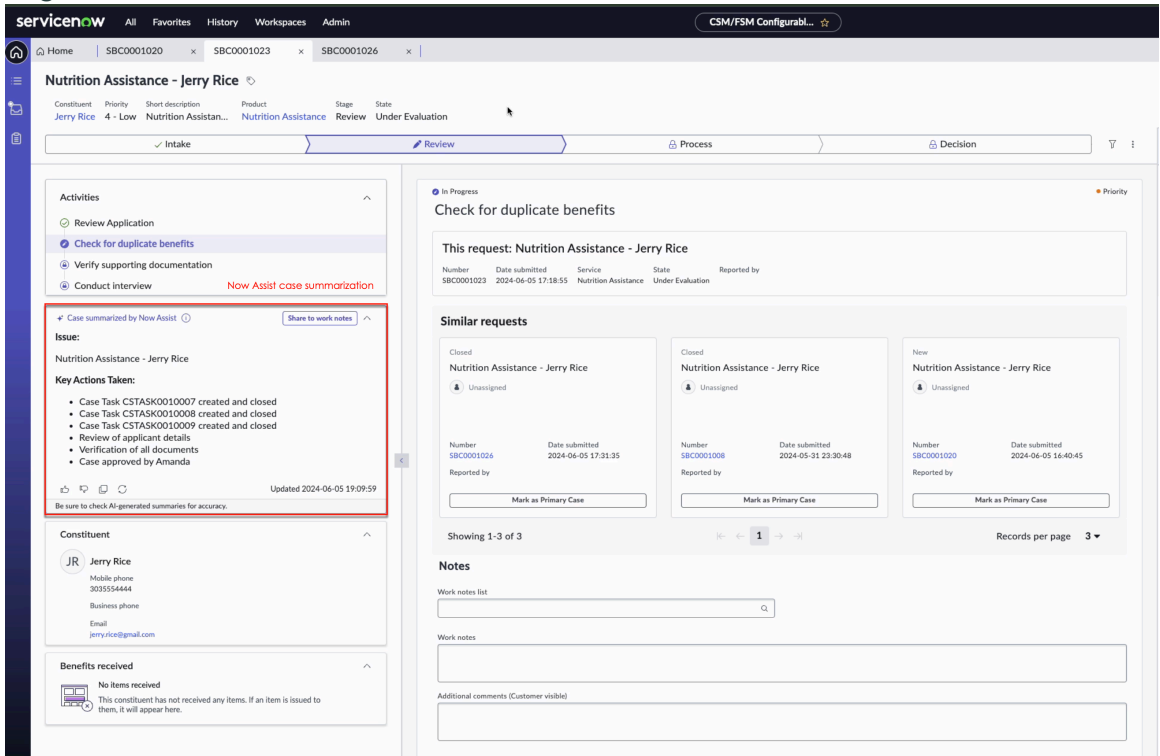 servicenow All Favorites History Workspaces Admin CSM/FSM Configurabl... ☆
Home SBC0001020 × SBC0001023 × SBC0001026 ×
Nutrition Assistance - Jerry Rice
Constituent Priority Short description Product Stage State
Jerry Rice 4 - Low Nutrition Assistan... Nutrition Assistance Review Under Evaluation
✓ Intake Review Process Decision
Activities
Review Application
Check for duplicate benefits
Verify supporting documentation
Conduct interview
Now Assist case summarization
Case summarized by Now Assist Share to work notes
Issue:
Nutrition Assistance - Jerry Rice
Key Actions Taken:
• Case Task CSTASK0010007 created and closed
• Case Task CSTASK0010008 created and closed
• Case Task CSTASK0010009 created and closed
• Review of applicant details
• Verification of all documents
• Case approved by Amanda
Updated 2024-06-05 19:09:59
Be sure to check AI-generated summaries for accuracy.
Constituent
JR Jerry Rice
Mobile phone
3035554444
Business phone
Email
jerry.rice@gmail.com
Benefits received
No items received
This constituent has not received any items. If an item is issued to
them, it will appear here.
In Progress • Priority
Check for duplicate benefits
This request: Nutrition Assistance - Jerry Rice
Number Date submitted Service State Reported by
SBC0001023 2024-06-05 17:18:55 Nutrition Assistance Under Evaluation
Similar requests
Closed
Nutrition Assistance - Jerry Rice
Unassigned
Number Date submitted
SBC0001026 2024-06-05 17:31:35
Reported by
Mark as Primary Case
Closed
Nutrition Assistance - Jerry Rice
Unassigned
Number Date submitted
SBC0001008 2024-05-31 23:30:48
Reported by
Mark as Primary Case
New
Nutrition Assistance - Jerry Rice
Unassigned
Number Date submitted
SBC0001020 2024-06-05 16:40:45
Reported by
Mark as Primary Case
Showing 1-3 of 3 1 Records per page 3
Notes
Work notes list
Work notes
Additional comments (Customer visible)